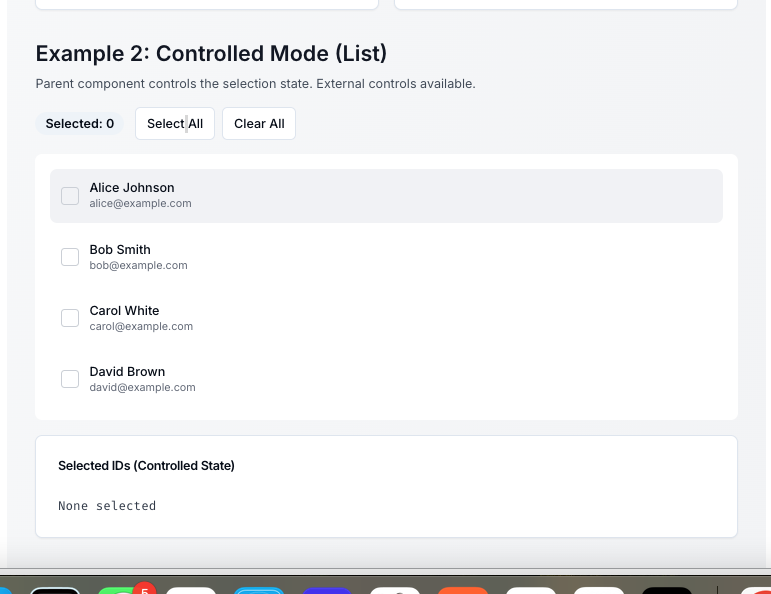 Example 2: Controlled Mode (List)
Parent component controls the selection state. External controls available.
Selected: 0 Select All Clear All
Alice Johnson
alice@example.com
Bob Smith
bob@example.com
Carol White
carol@example.com
David Brown
david@example.com
Selected IDs (Controlled State)
None selected
5